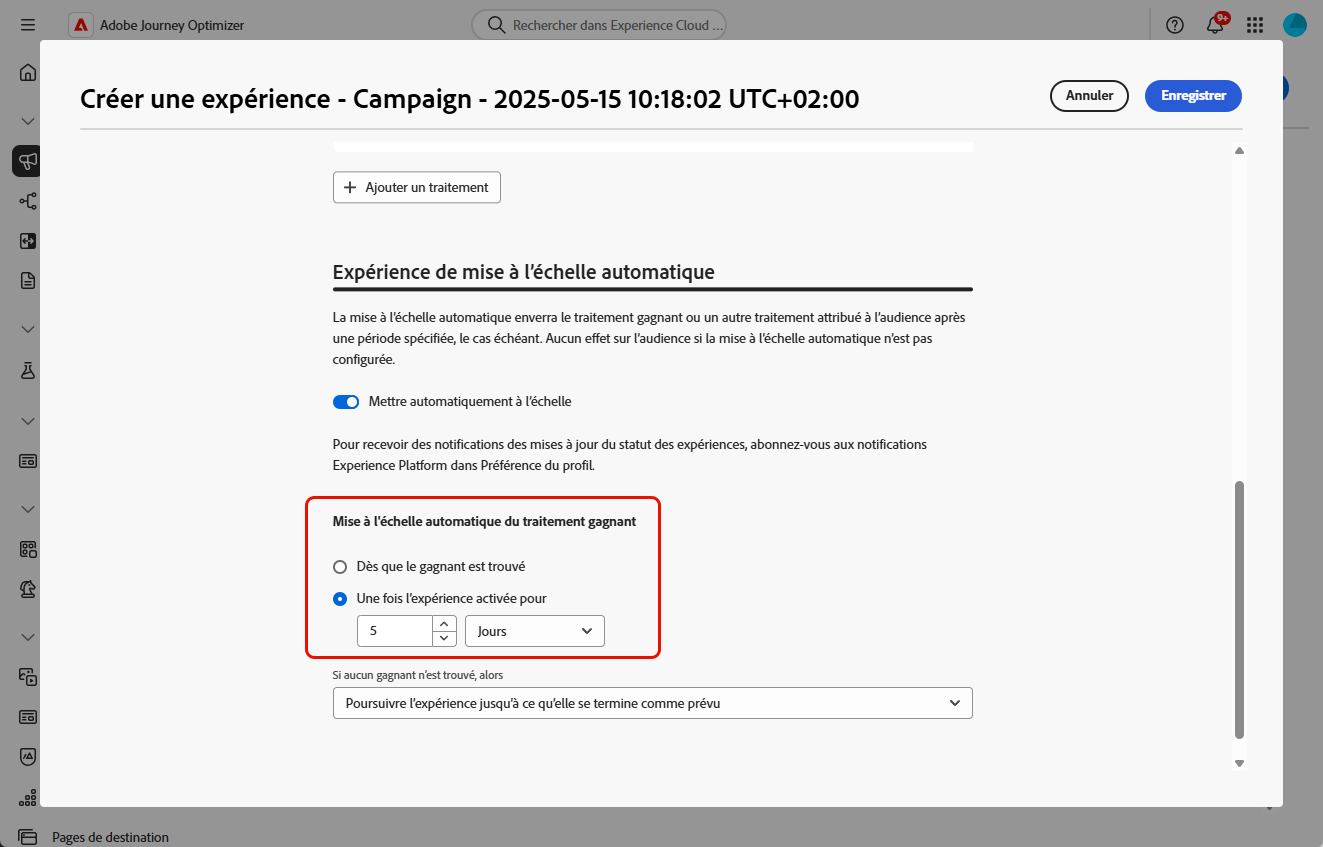 Adobe Journey Optimizer
Rechercher dans Experience Cloud ...
9+
Créer une expérience - Campaign - 2025-05-15 10:18:02 UTC+02:00
Annuler
Enregistrer
Ajouter un traitement
Expérience de mise à l’échelle automatique
La mise à l’échelle automatique enverra le traitement gagnant ou un autre traitement attribué à l’audience après
une période spécifiée, le cas échéant. Aucun effet sur l’audience si la mise à l’échelle automatique n’est pas
configurée.
Mettre automatiquement à l’échelle
Pour recevoir des notifications des mises à jour du statut des expériences, abonnez-vous aux notifications
Experience Platform dans Préférence du profil.
Mise à l’échelle automatique du traitement gagnant
Dès que le gagnant est trouvé
Une fois l’expérience activée pour
5
Jours
Si aucun gagnant n’est trouvé, alors
Poursuivre l’expérience jusqu’à ce qu’elle se termine comme prévu
Pages de destination